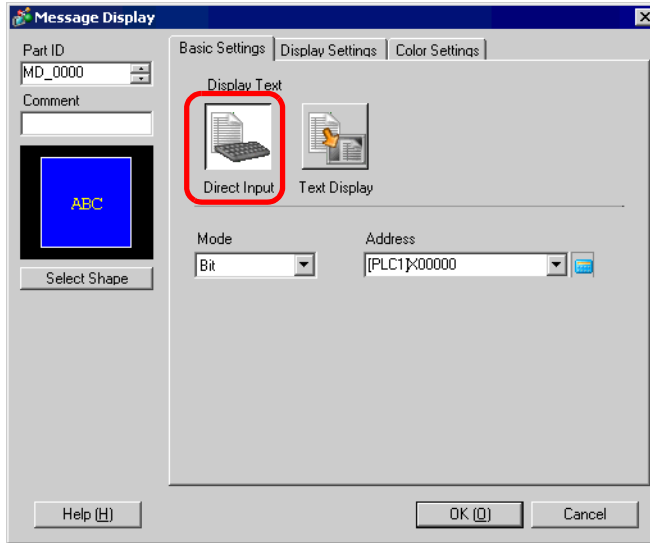 Message Display
Part ID
MD_0000
Comment
ABC
Select Shape
Basic Settings
Display Settings
Color Settings
Display Text
Direct Input
Text Display
Mode
Address
Bit
[PLC1]X00000
Help (H)
OK (O)
Cancel